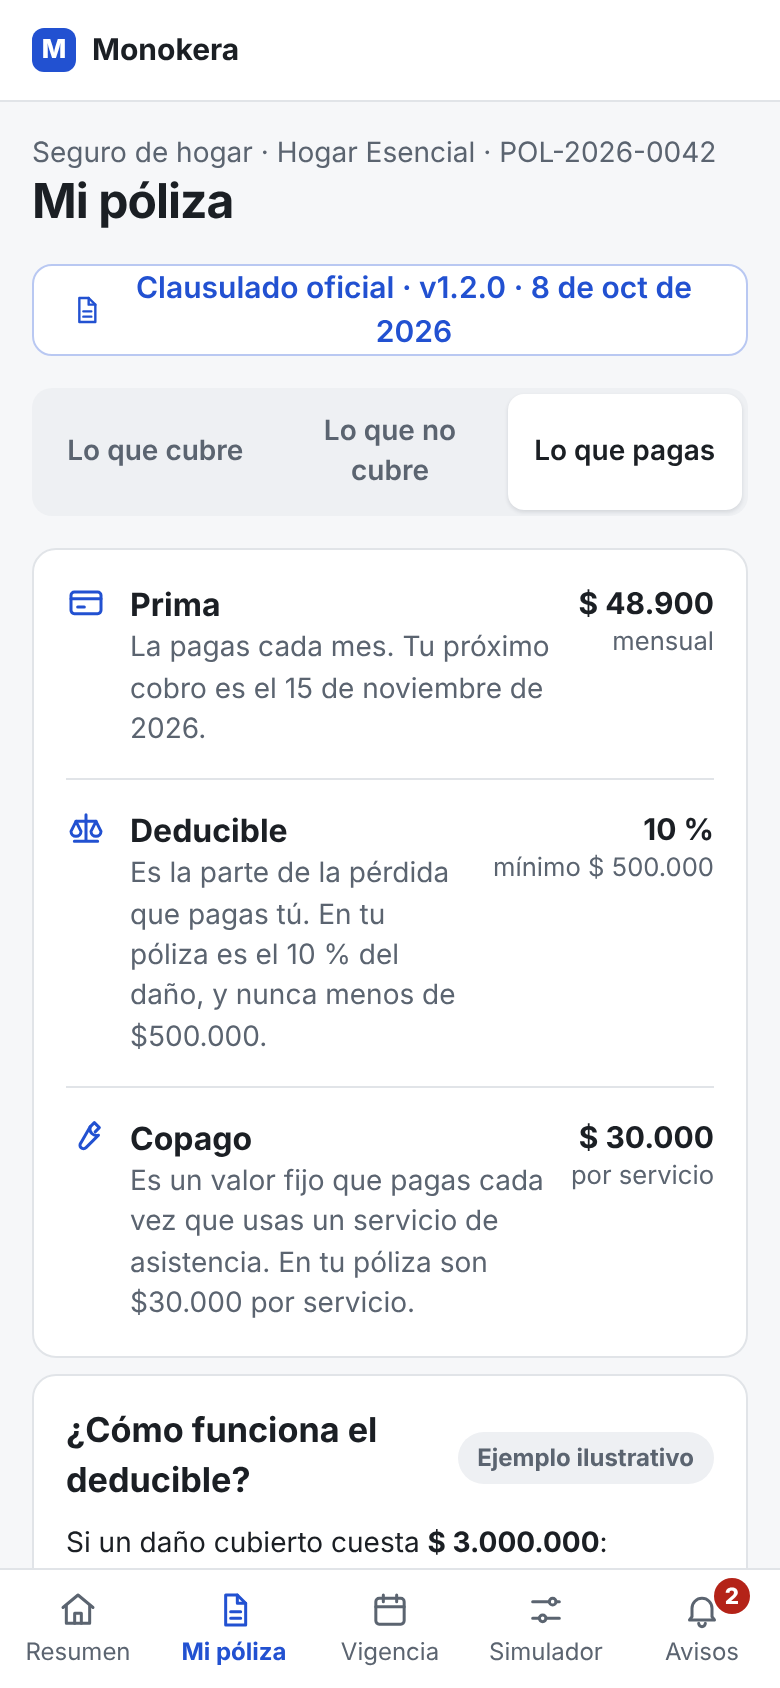 M Monokera
Seguro de hogar · Hogar Esencial · POL-2026-0042
Mi póliza
Clausulado oficial · v1.2.0 · 8 de oct de
2026
Lo que cubre
Lo que no
cubre
Lo que pagas
Prima
$ 48.900
mensual
La pagas cada mes. Tu próximo
cobro es el 15 de noviembre de
2026.
Deducible
10 %
mínimo $ 500.000
Es la parte de la pérdida
que pagas tú. En tu
póliza es el 10 % del
daño, y nunca menos de
$500.000.
Copago
$ 30.000
por servicio
Es un valor fijo que pagas cada
vez que usas un servicio de
asistencia. En tu póliza son
$30.000 por servicio.
¿Cómo funciona el
deducible?
Ejemplo ilustrativo
Si un daño cubierto cuesta $ 3.000.000:
2
Resumen
Mi póliza
Vigencia
Simulador
Avisos